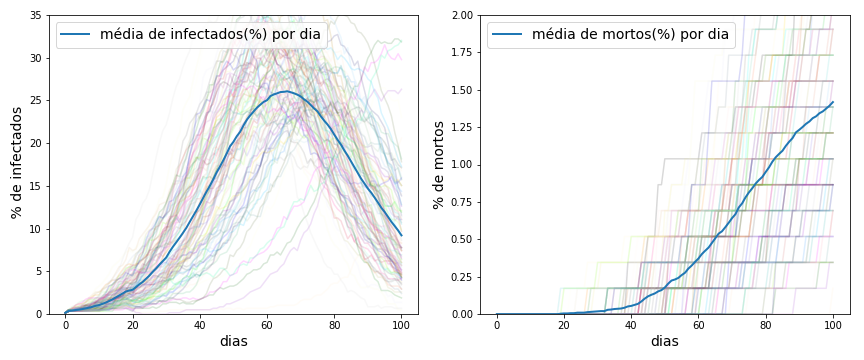 média de infectados(%) por dia
% de infectados
35
30
25
20
15
10
5
0
0 20 40 60 80 100
dias
média de mortos(%) por dia
% de mortos
2.00
1.75
1.50
1.25
1.00
0.75
0.50
0.25
0.00
0 20 40 60 80 100
dias